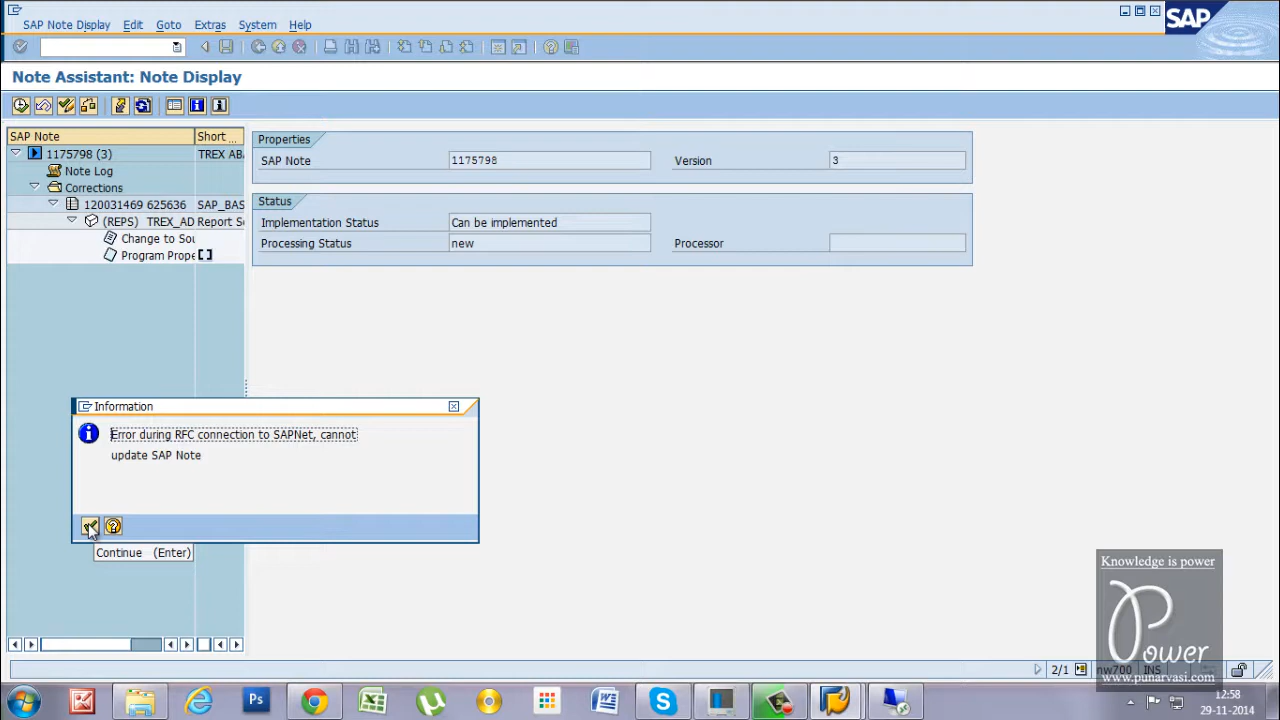 SAP Note Display Edit Goto Extras System Help
SAP
Note Assistant: Note Display
SAP Note Short ...
1175798 (3) TREX AB
Note Log
Corrections
120031469 625636 SAP_BAS
(REPS) TREX_AD Report S
Change to Sou
Program Prope
Properties
SAP Note 1175798 Version 3
Status
Implementation Status Can be implemented
Processing Status new Processor
Information
Error during RFC connection to SAPNet, cannot
update SAP Note
Continue (Enter)
Knowledge is power
Power
www.punarvasi.com
2/1 nw700 INS
Ps
12:58
29-11-2014